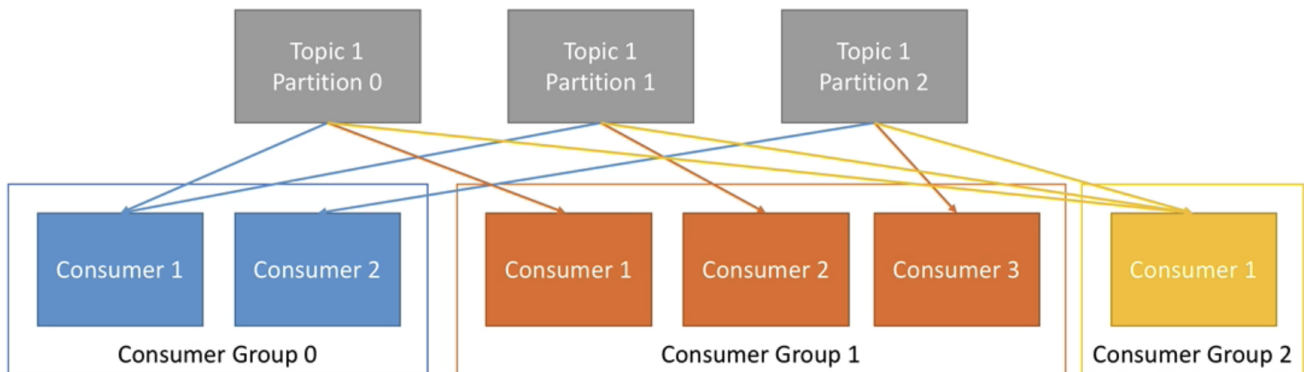 Topic 1
Partition 0
Topic 1
Partition 1
Topic 1
Partition 2
Consumer 1
Consumer 2
Consumer 1
Consumer 2
Consumer 3
Consumer 1
Consumer Group 0
Consumer Group 1
Consumer Group 2